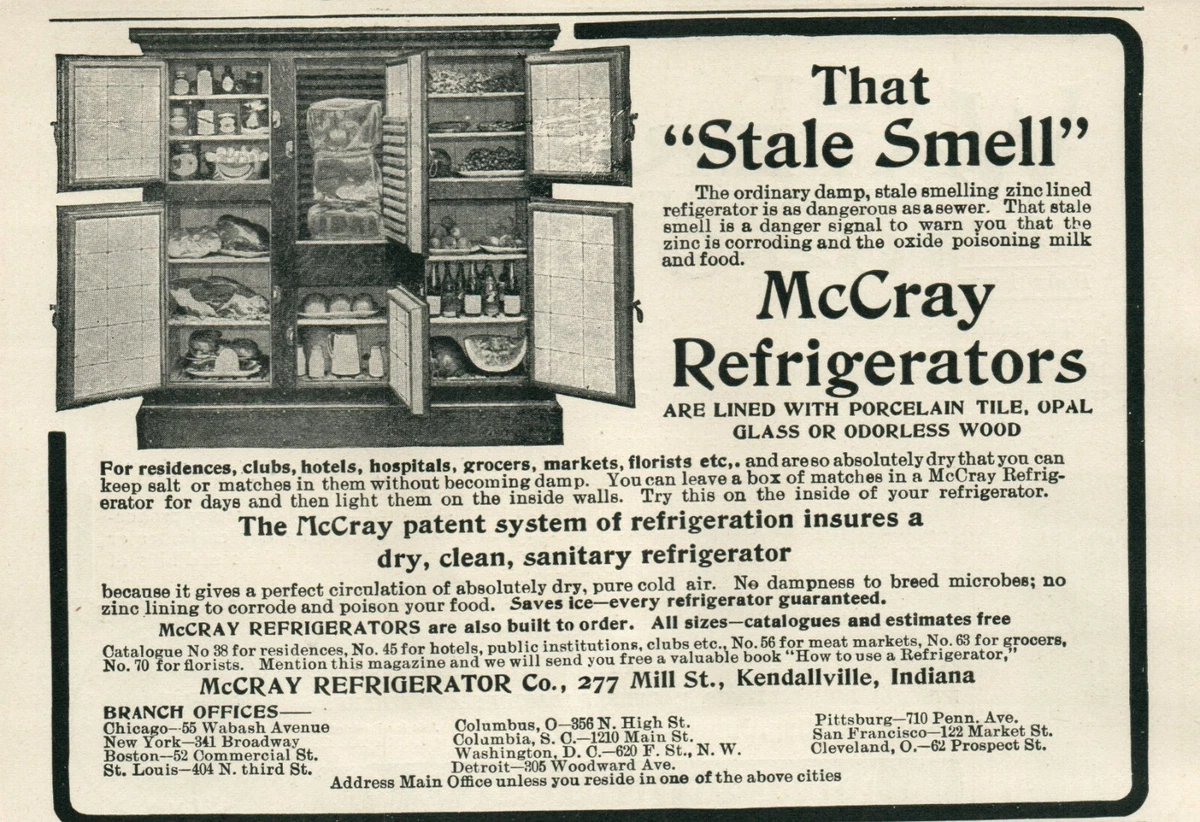 That
“Stale Smell”
The ordinary damp, stale smelling zinc lined
refigerator is as dangerous as a sewer. That stale
smell is a danger signal to warn you that the
zinc is corroding and the oxide poisoning milk
and food.
McCray
Refrigerators
ARE LINED WITH PORCELAIN TILE, OPAL
GLASS OR ODORLESS WOOD
For residences, clubs, hotels, hospitals, grocers, markets, florists etc,. and are so absolutely dry that you can
keep salt or matches in them without becoming damp. You can leave a box of matches in a McCray Refrig-
erator for days and then light them on the inside walls. Try this on the inside of your refrigerator.
The McCray patent system of refrigeration insures a
dry, clean, sanitary refrigerator
because it gives a perfect circulation of absolutely dry, pure cold air. No dampness to breed microbes; no
zinc lining to corrode and poison your food. Saves ice—every refrigerator guaranteed.
McCRAY REFRIGERATORS are also built to order. All sizes—catalogues and estimates free
Catalogue No 38 for residences, No. 45 for hotels, public institutions, clubs etc., No. 56 for meat markets, No. 63 for grocers,
No. 70 for florists. Mention this magazine and we will send you free a valuable book “How to use a Refrigerator,”
McCRAY REFRIGERATOR Co., 277 Mill St., Kendallville, Indiana
BRANCH OFFICES—
Chicago—55 Wabash Avenue
New York—341 Broadway
Boston—52 Commercial St.
St. Louis—404 N. third St.
Columbus, O—356 N. High St.
Columbia, S. C.—1210 Main St.
Washington, D. C.—620 F. St., N. W.
Detroit—305 Woodward Ave.
Pittsburg—710 Penn. Ave.
San Francisco—122 Market St.
Cleveland, O.—62 Prospect St.
Address Main Office unless you reside in one of the above cities